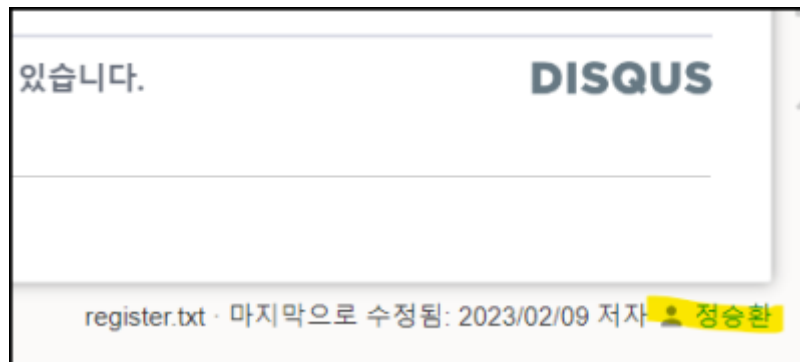 있습니다.
DISQUS
register.txt · 마지막으로 수정됨: 2023/02/09 저자 정승환